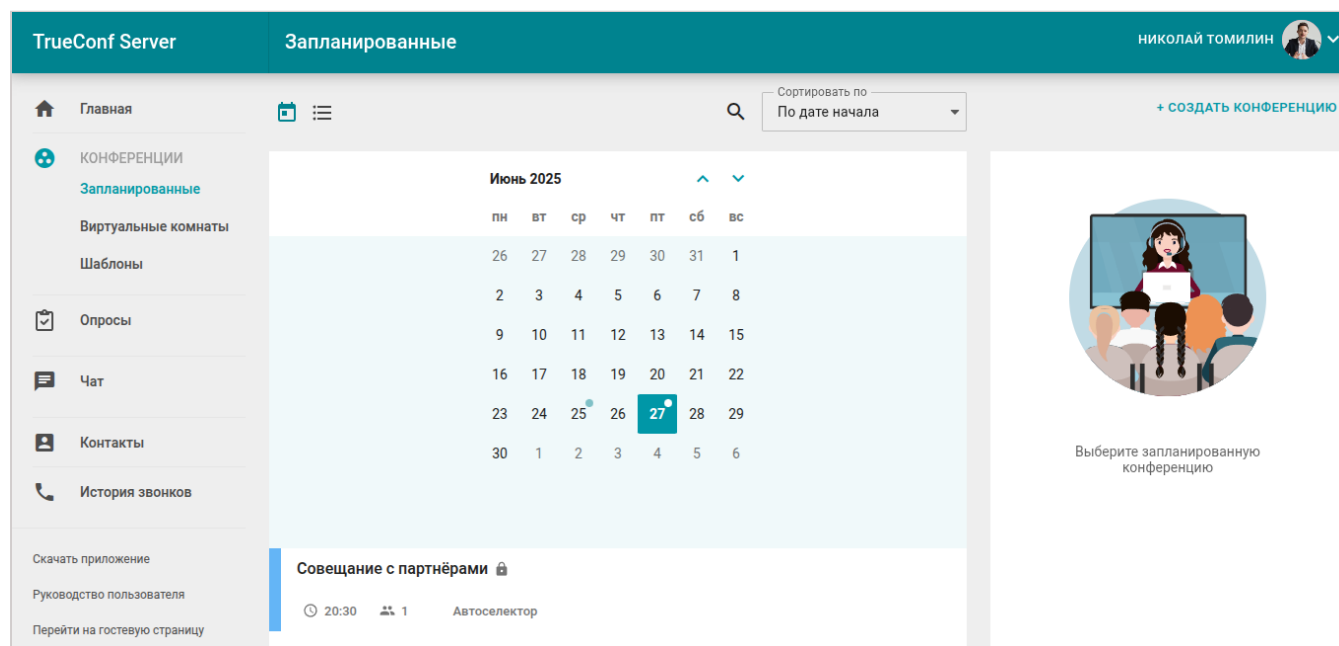 TrueConf Server
Запланированные
НИКОЛАЙ ТОМИЛИН
Главная
КОНФЕРЕНЦИИ
Запланированные
Виртуальные комнаты
Шаблоны
Опросы
Чат
Контакты
История звонков
Скачать приложение
Руководство пользователя
Перейти на гостевую страницу
Сортировать по
По дате начала
+ СОЗДАТЬ КОНФЕРЕНЦИЮ
Июнь 2025
пн вт ср чт пт сб вс
26 27 28 29 30 31 1
2 3 4 5 6 7 8
9 10 11 12 13 14 15
16 17 18 19 20 21 22
23 24 25 26 27 28 29
30 1 2 3 4 5 6
Совещание с партнёрами
20:30 1 Автоселектор
Выберите запланированную
конференцию